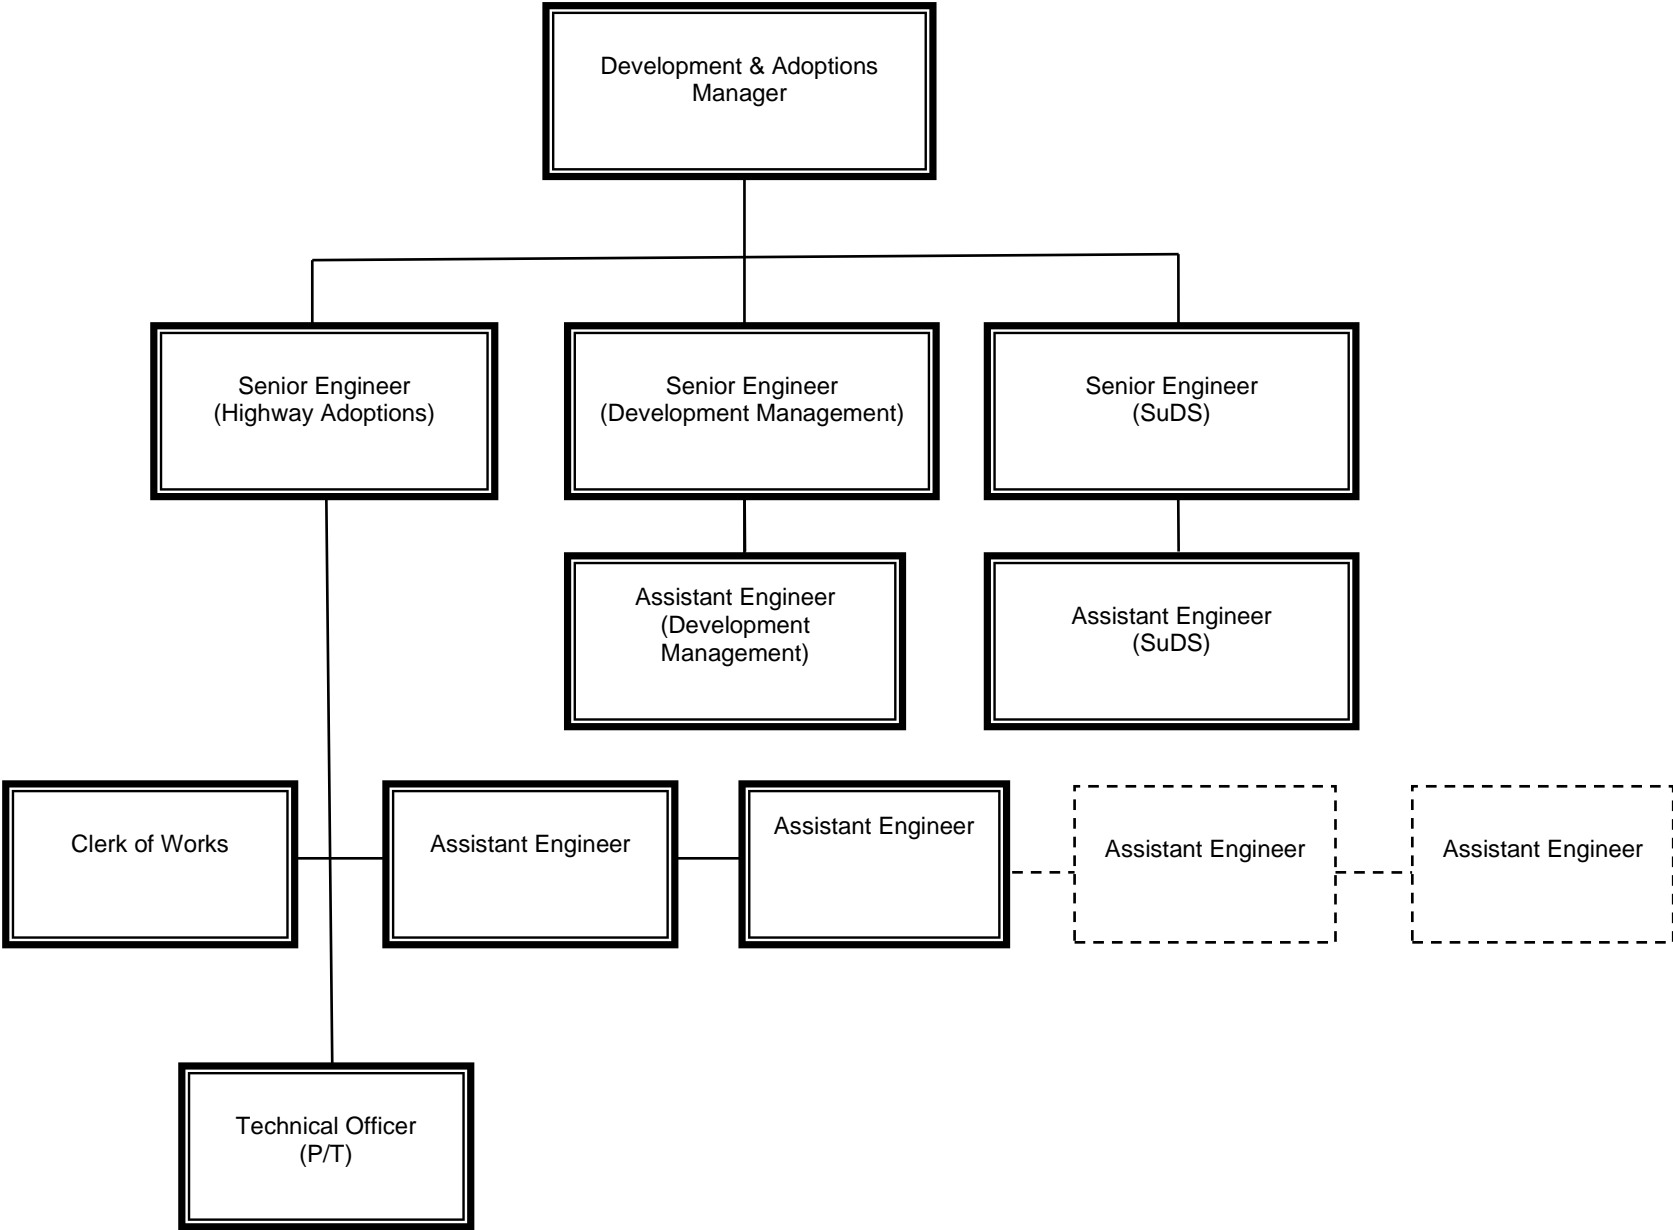 Development & Adoptions
Manager
Senior Engineer
(Highway Adoptions)
Senior Engineer
(Development Management)
Senior Engineer
(SuDS)
Assistant Engineer
(Development
Management)
Assistant Engineer
(SuDS)
Clerk of Works
Assistant Engineer
Assistant Engineer
Assistant Engineer
Assistant Engineer
Technical Officer
(P/T)